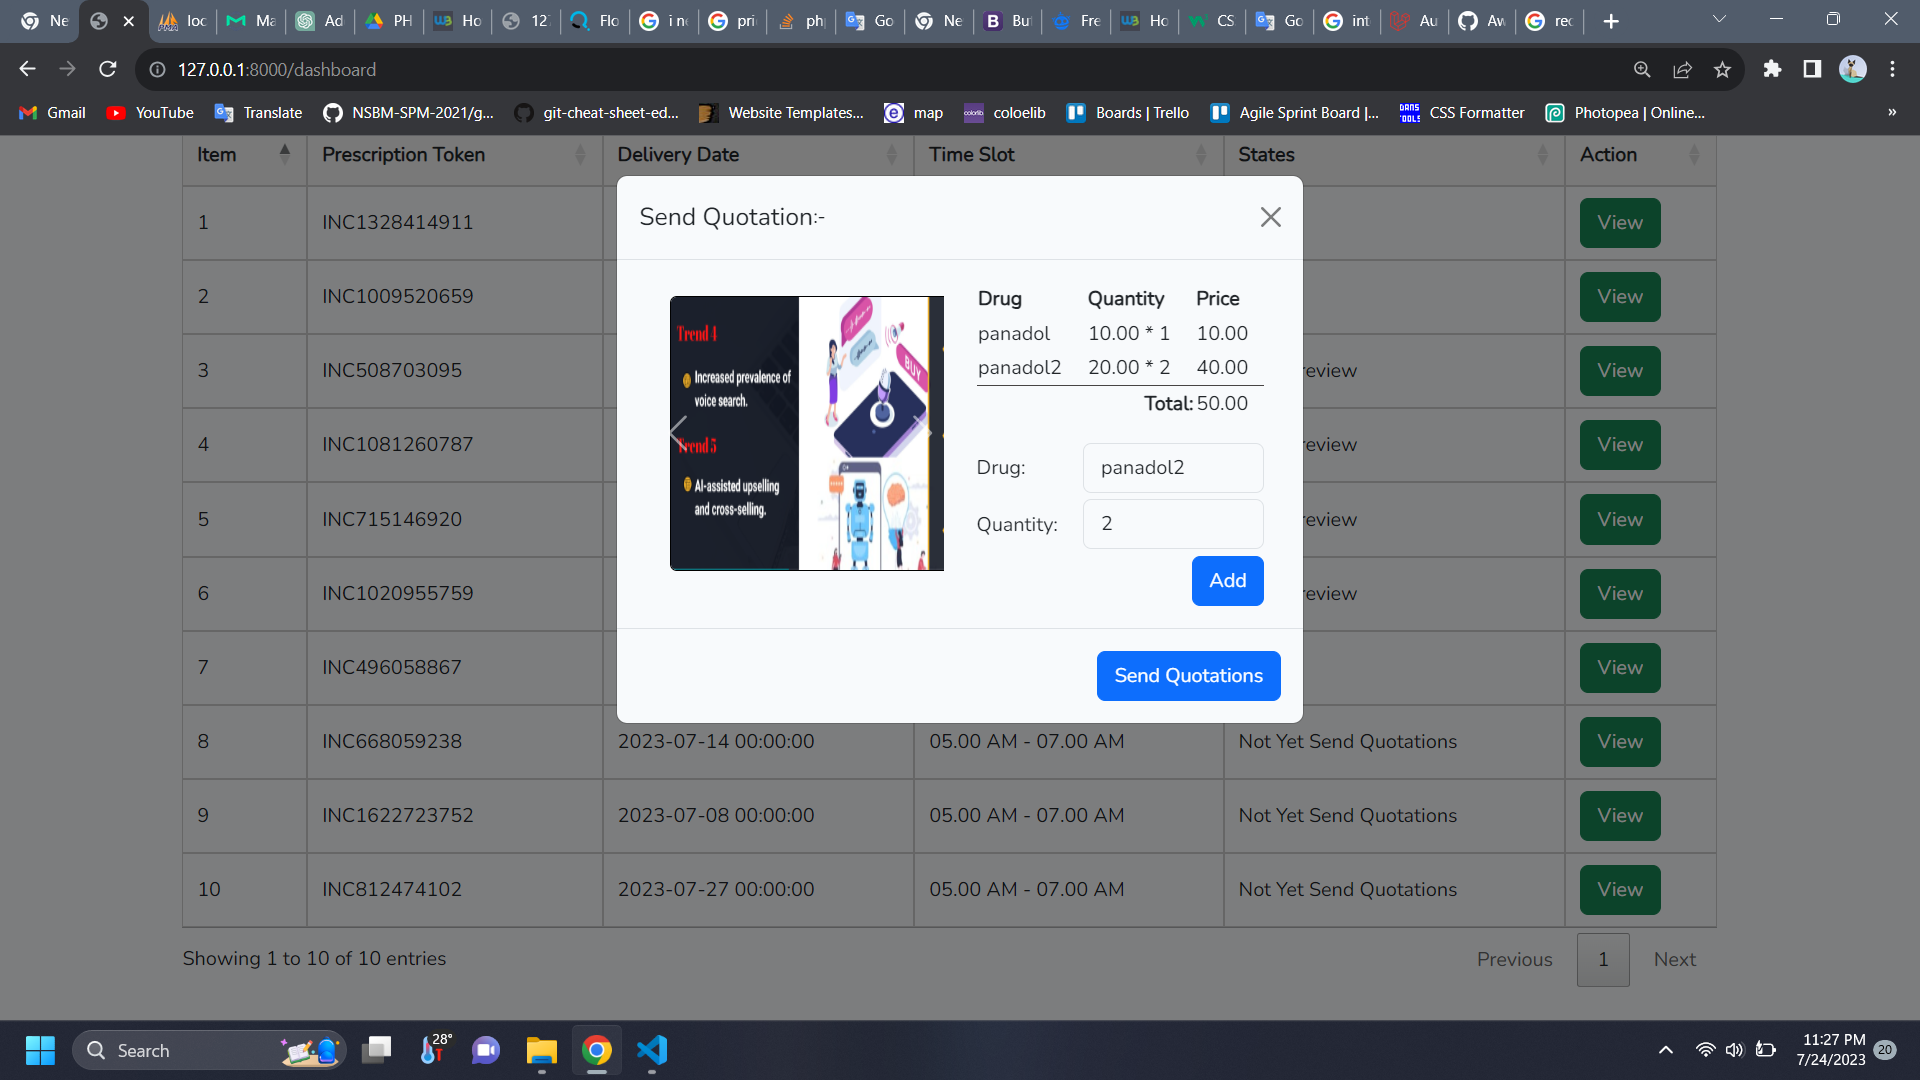 Ne
loc
Ma
Ad
PH
Ho
127
Flo
i ne
pri
php
Go
Ne
But
Fre
Ho
CS
Go
int
Au
Aw
rec
127.0.0.1:8000/dashboard
Gmail
YouTube
Translate
NSBM-SPM-2021/g...
git-cheat-sheet-ed...
Website Templates...
map
coloelib
Boards | Trello
Agile Sprint Board |...
CSS Formatter
Photopea | Online...
»
Item Prescription Token Delivery Date Time Slot States Action
1 INC1328414911 View
2 INC1009520659 View
3 INC508703095 review View
4 INC1081260787 review View
5 INC715146920 review View
6 INC1020955759 review View
7 INC496058867 View
8 INC668059238 2023-07-14 00:00:00 05.00 AM - 07.00 AM Not Yet Send Quotations View
9 INC1622723752 2023-07-08 00:00:00 05.00 AM - 07.00 AM Not Yet Send Quotations View
10 INC812474102 2023-07-27 00:00:00 05.00 AM - 07.00 AM Not Yet Send Quotations View
Showing 1 to 10 of 10 entries
Previous 1 Next
Send Quotation:-
Trend 4
Increased prevalence of
voice search.
Trend 5
AI-assisted upselling
and cross-selling.
BUY
Drug Quantity Price
panadol 10.00 * 1 10.00
panadol2 20.00 * 2 40.00
Total: 50.00
Drug: panadol2
Quantity: 2
Add
Send Quotations
Search
28°
11:27 PM
7/24/2023
20